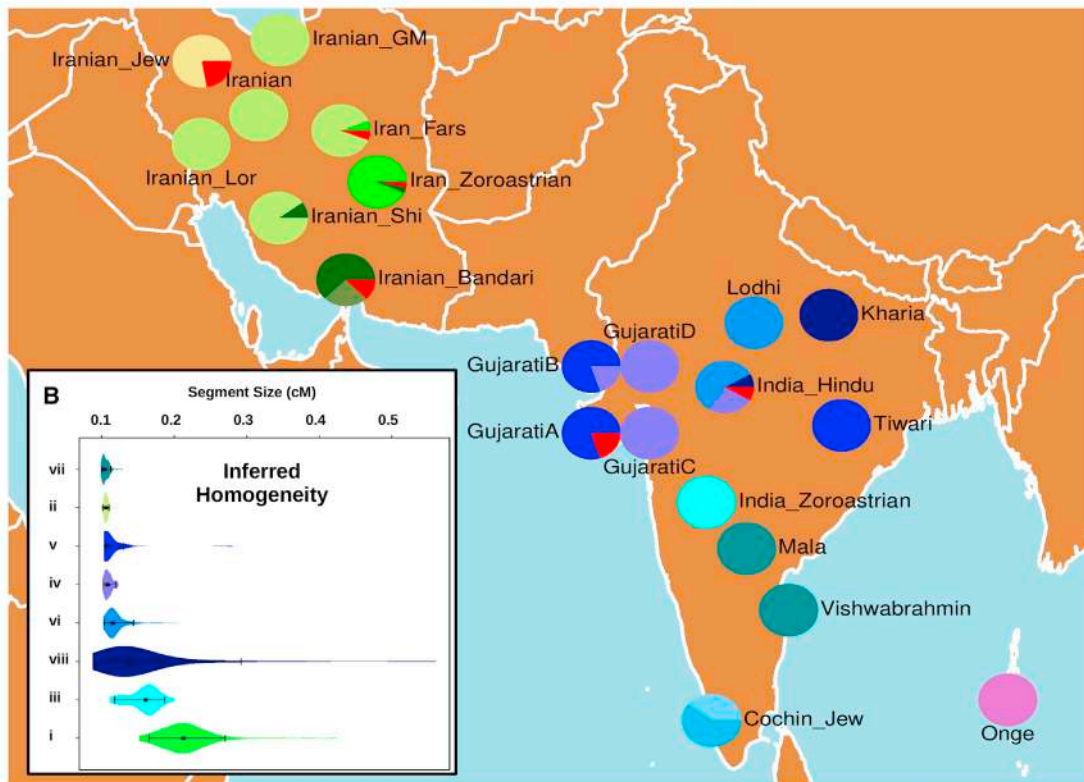 Iranian_GM
Iranian_Jew
Iranian
Iran_Fars
Iran_Zoroastrian
Iranian_Lor
Iranian_Shi
Iranian_Bandari
Lodhi
Kharia
GujaratiD
GujaratiB
India_Hindu
GujaratiA
Tiwari
GujaratiC
India_Zoroastrian
Mala
Vishwabrahmin
Cochin_Jew
Onge
B
Segment Size (cM)
0.1 0.2 0.3 0.4 0.5
Inferred
Homogeneity
vii
ii
v
iv
vi
viii
iii
i